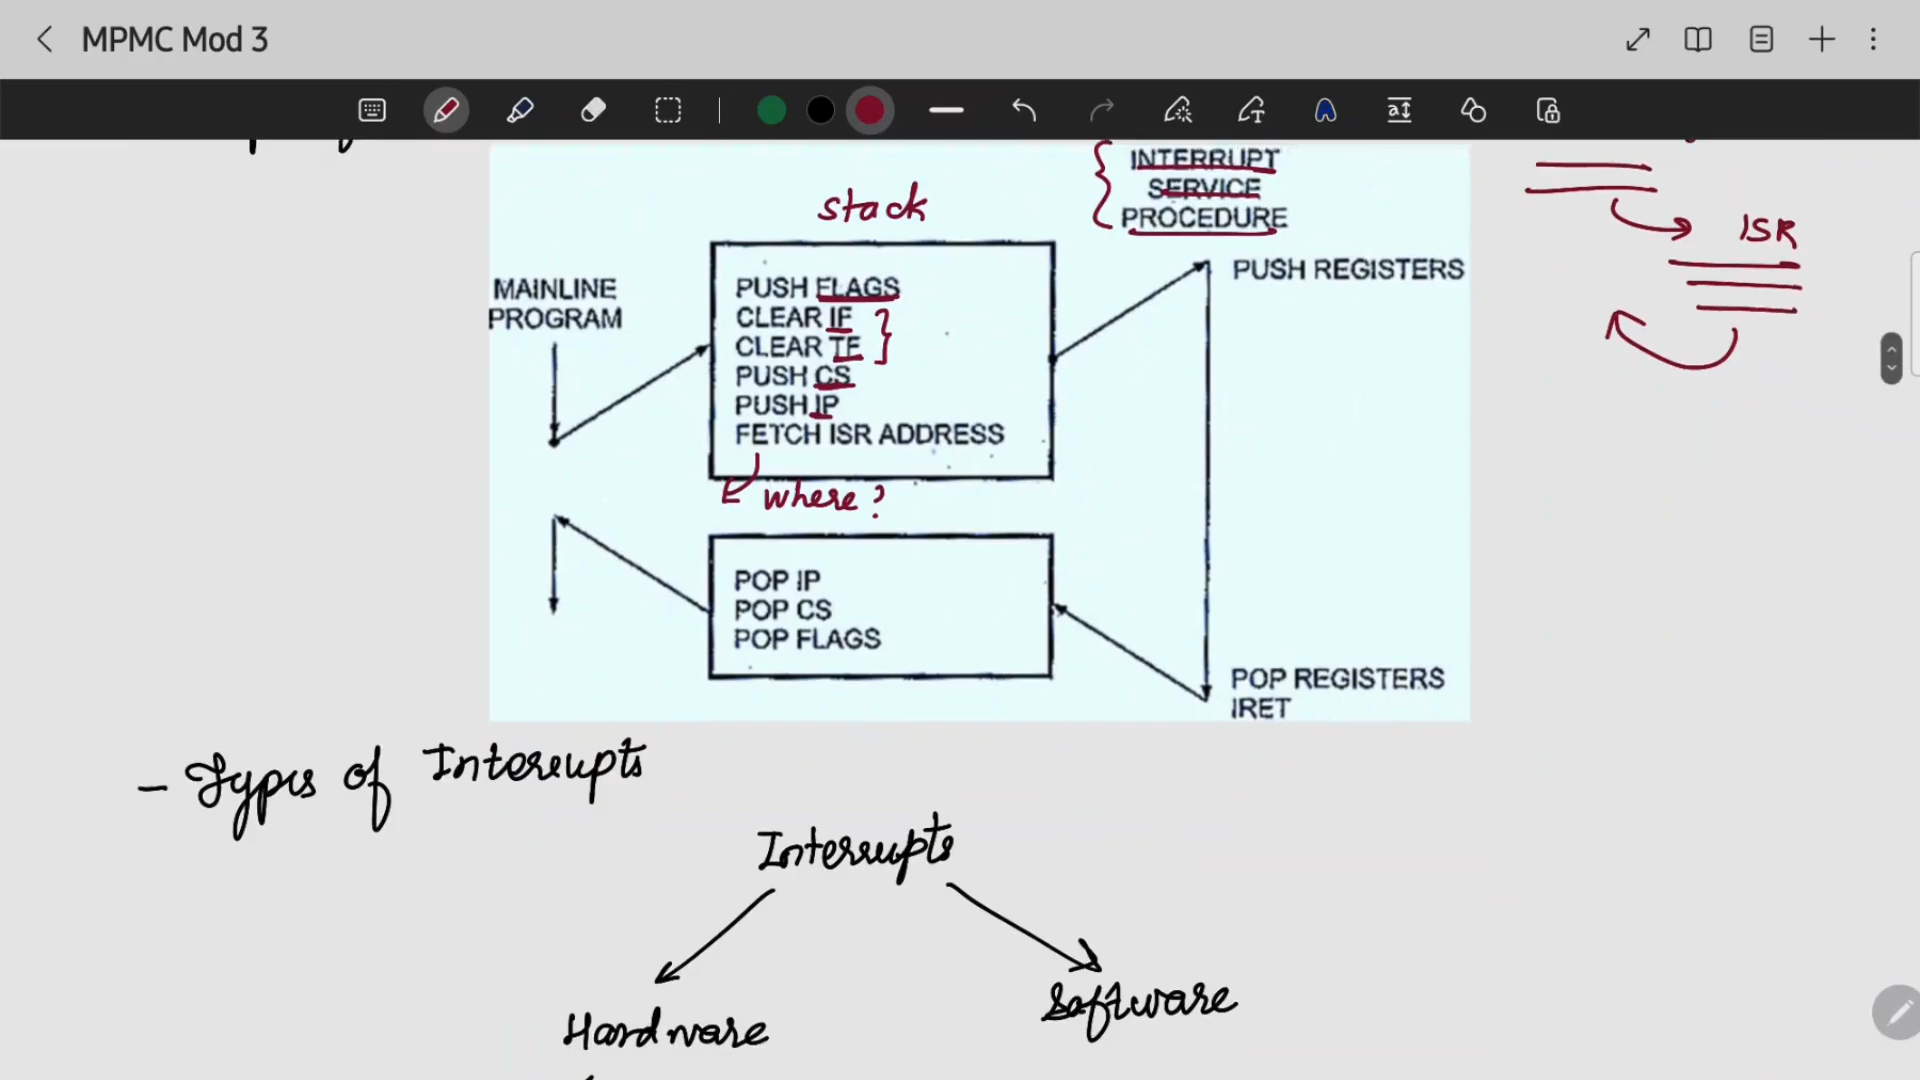 MPMC Mod 3
INTERRUPT
SERVICE
PROCEDURE
stack
ISR
MAINLINE
PROGRAM
PUSH FLAGS
CLEAR IF
CLEAR TF
PUSH CS
PUSH IP
FETCH ISR ADDRESS
PUSH REGISTERS
where?
POP IP
POP CS
POP FLAGS
POP REGISTERS
IRET
- Types of Interrupts
Interrupts
Hardware
Software